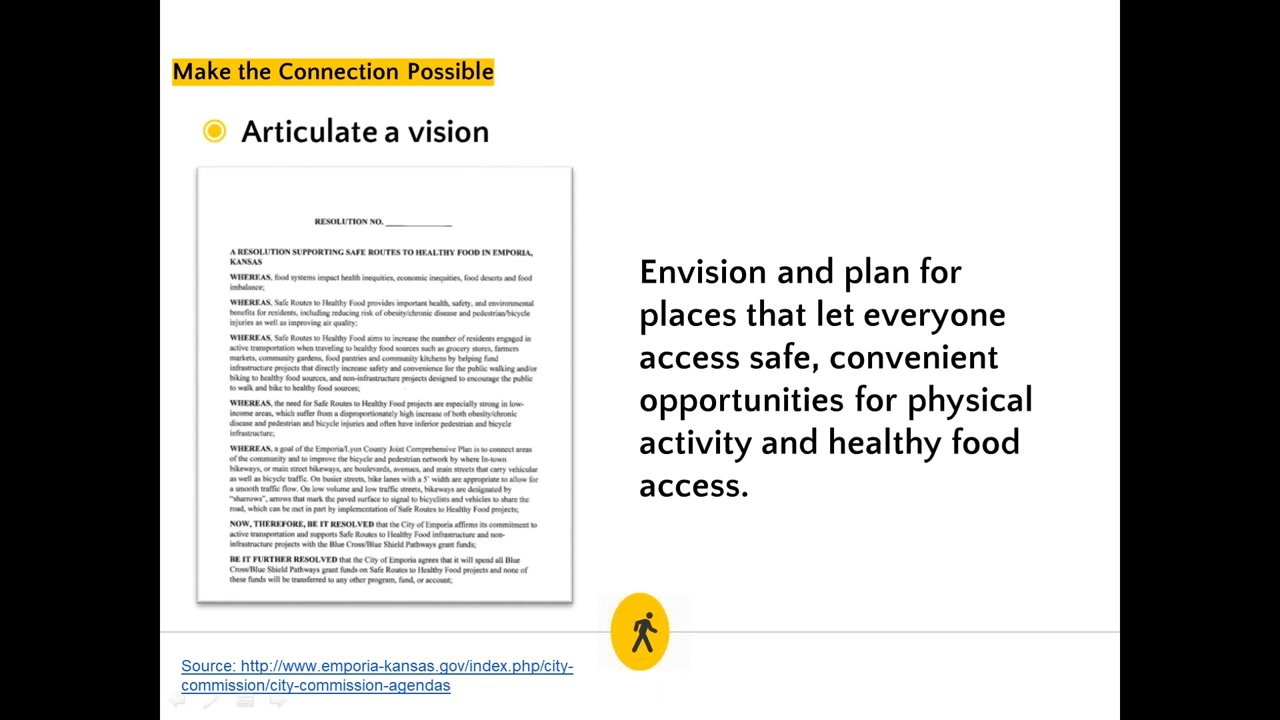 Make the Connection Possible
Articulate a vision
RESOLUTION NO. ____________
A RESOLUTION SUPPORTING SAFE ROUTES TO HEALTHY FOOD IN EMPORIA,
KANSAS
WHEREAS, food systems impact health inequities, economic inequities, food deserts and food
imbalance;
WHEREAS, Safe Routes to Healthy Food provides important health, safety, and environmental
benefits for residents, including reducing risk of obesity/chronic disease and pedestrian/bicycle
injuries as well as improving air quality;
WHEREAS, Safe Routes to Healthy Food aims to increase the number of residents engaged in
active transportation when traveling to healthy food sources such as grocery stores, farmers
markets, community gardens, food pantries and community kitchens by helping fund
infrastructure projects that directly increase safety and convenience for the public walking and/or
biking to healthy food sources, and non-infrastructure projects designed to encourage the public
to walk and bike to healthy food sources;
WHEREAS, the need for Safe Routes to Healthy Food projects are especially strong in low-
income areas, which suffer from a disproportionately high increase of both obesity/chronic
disease and pedestrian and bicycle injuries and often have inferior pedestrian and bicycle
infrastructure;
WHEREAS, a goal of the Emporia/Lyon County Joint Comprehensive Plan is to connect areas
of the community and to improve the bicycle and pedestrian network by where In-town
bikeways, or main street bikeways, are boulevards, avenues, and main streets that carry vehicular
as well as bicycle traffic. On busier streets, bike lanes with a 5' width are appropriate to allow for
a smooth traffic flow. On low volume and low traffic streets, bikeways are designated by
"sharrows", arrows that mark the paved surface to signal to bicyclists and vehicles to share the
road, which can be met in part by implementation of Safe Routes to Healthy Food projects;
NOW, THEREFORE, BE IT RESOLVED that the City of Emporia affirms its commitment to
active transportation and supports Safe Routes to Healthy Food infrastructure and non-
infrastructure projects with the Blue Cross/Blue Shield Pathways grant funds;
BE IT FURTHER RESOLVED that the City of Emporia agrees that it will spend all Blue
Cross/Blue Shield Pathways grant funds on Safe Routes to Healthy Food projects and none of
these funds will be transferred to any other program, fund, or account;
Envision and plan for
places that let everyone
access safe, convenient
opportunities for physical
activity and healthy food
access.
Source: http://www.emporia-kansas.gov/index.php/city-
commission/city-commission-agendas